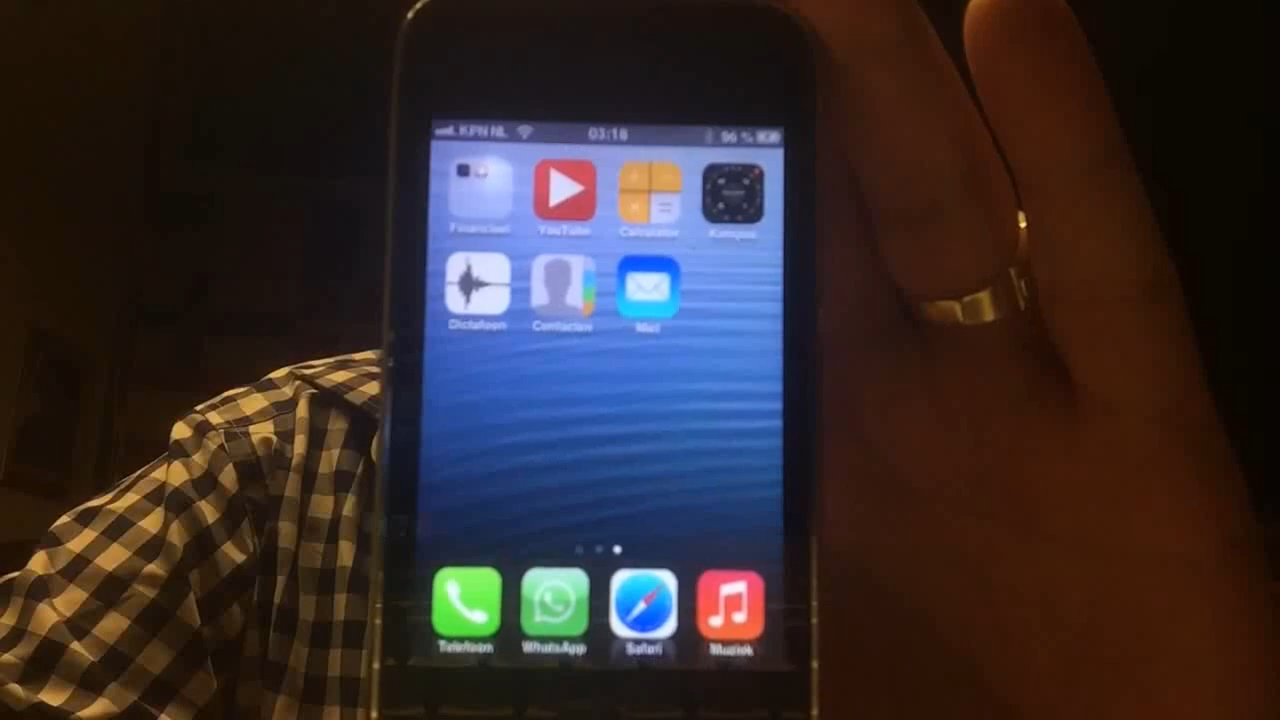 KPN NL 03:18 96 %
Financieel YouTube Calculator Kompas
Dictafoon Contacten Mail
Telefoon WhatsApp Safari Muziek